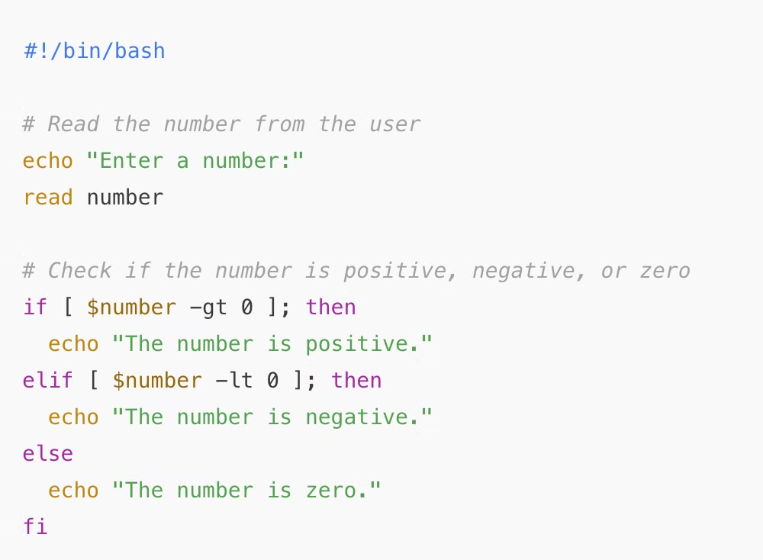 #!/bin/bash
# Read the number from the user
echo "Enter a number:"
read number
# Check if the number is positive, negative, or zero
if [ $number -gt 0 ]; then
  echo "The number is positive."
elif [ $number -lt 0 ]; then
  echo "The number is negative."
else
  echo "The number is zero."
fi